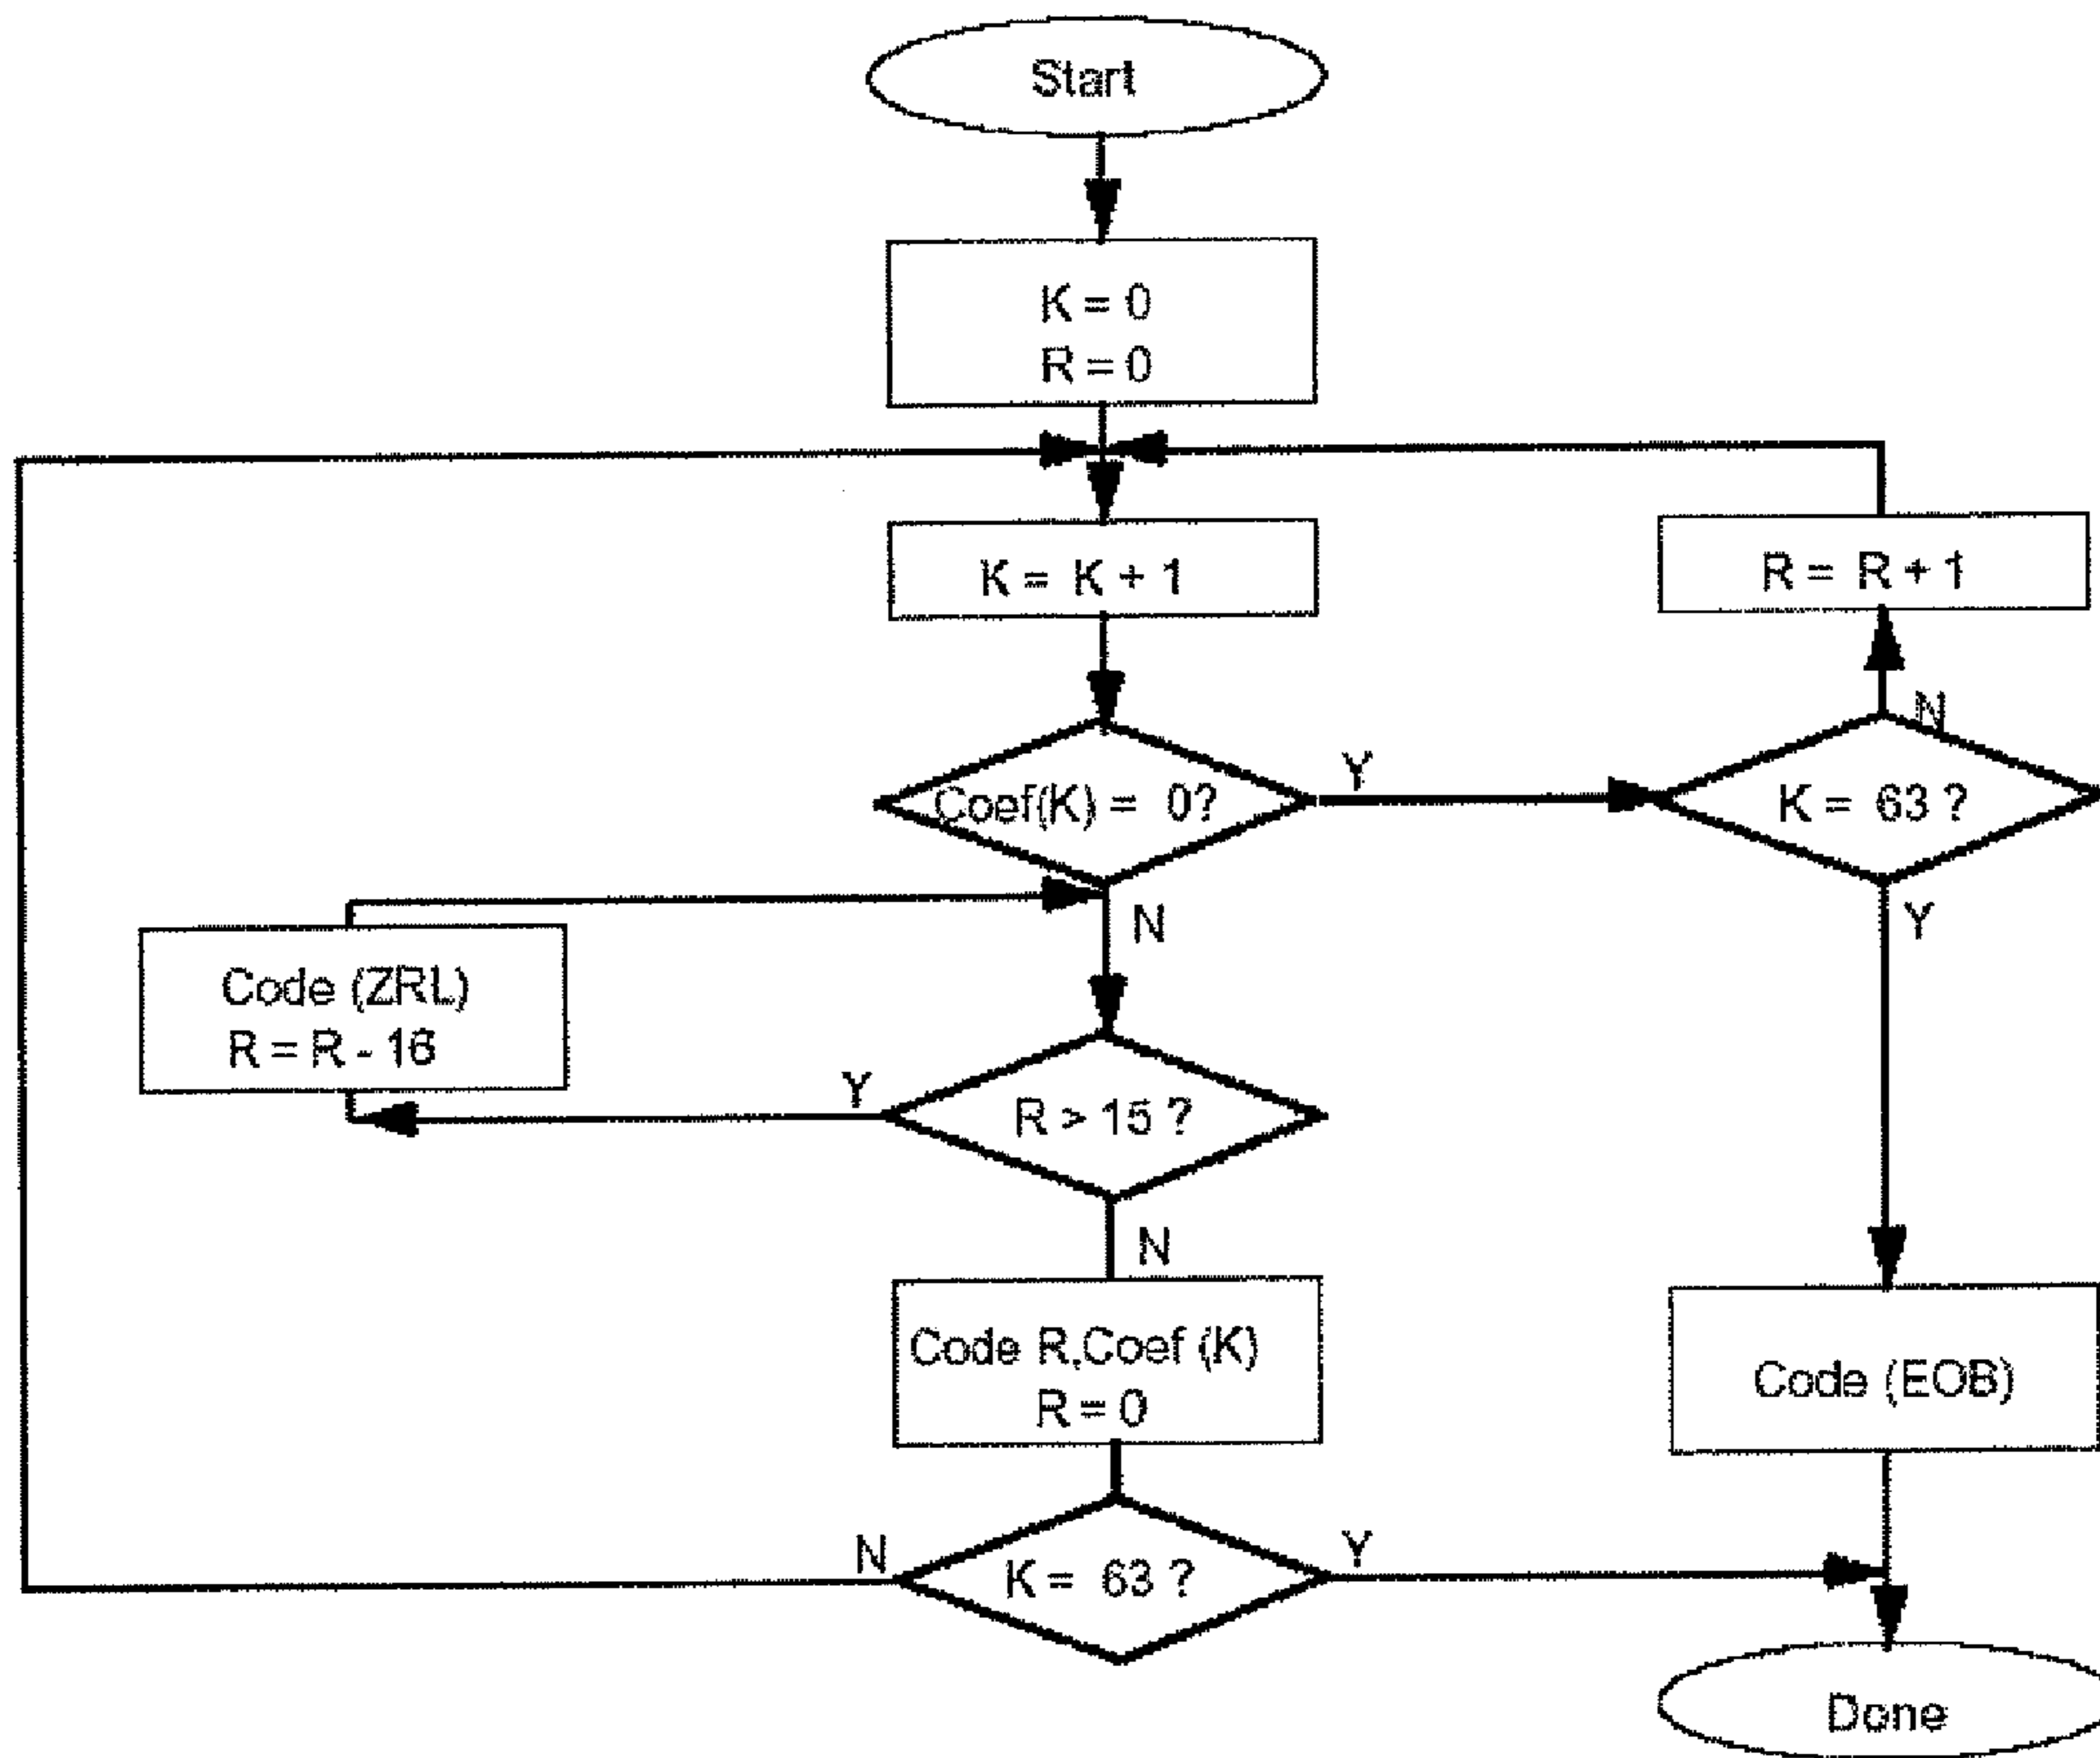 Start
K = 0
R = 0
K = K + 1
R = R + 1
N
Coef(K) = 0?
Y
K = 63 ?
N
Y
Code (ZRL)
R = R - 16
Y
R > 15 ?
N
Code R,Coef (K)
R = 0
Code (EOB)
N
K = 63 ?
Y
Done